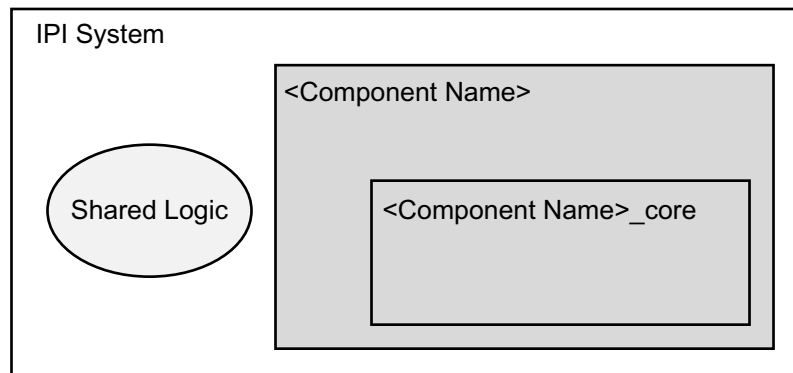 IPI System
<Component Name>
Shared Logic
<Component Name>_core